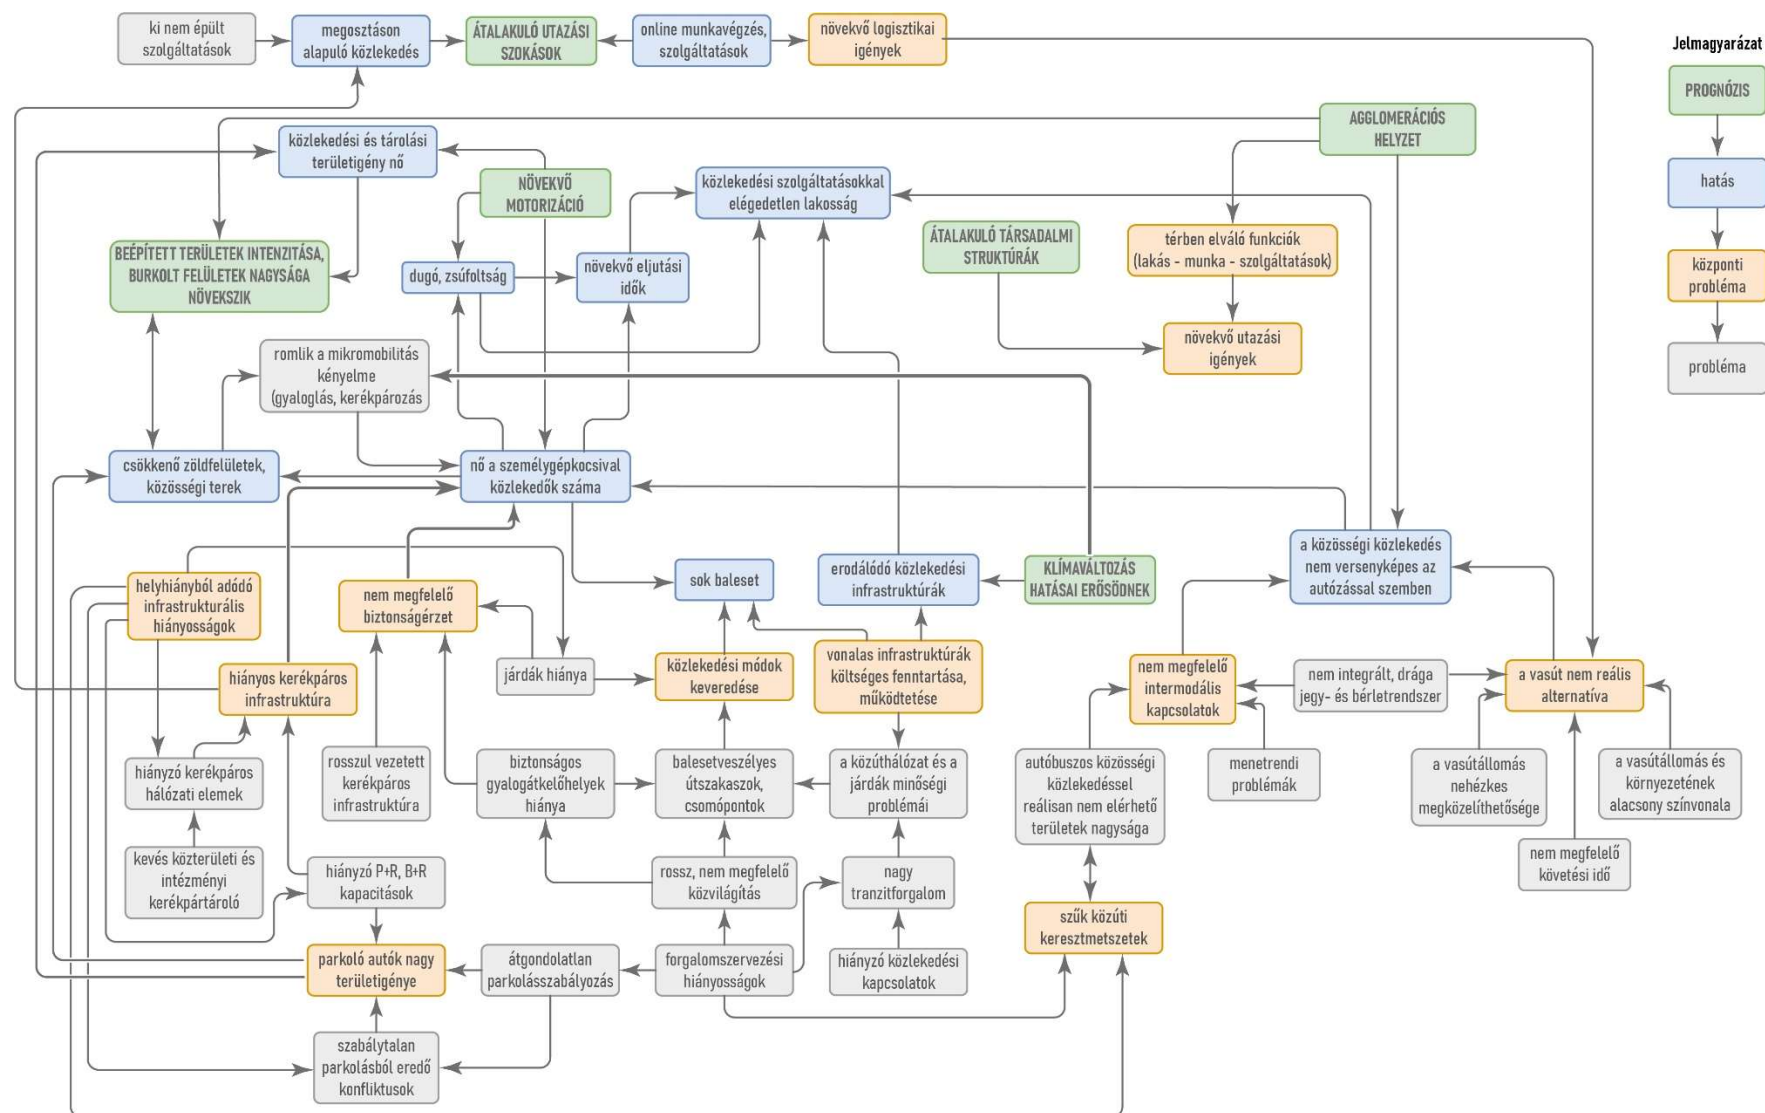 ki nem épült
szolgáltatások
megosztáson
alapuló közlekedés
ÁTALAKULÓ UTAZÁSI
SZOKÁSOK
online munkavégzés,
szolgáltatások
növekvő logisztikai
igények
Jelmagyarázat
PROGNÓZIS
hatás
központi
probléma
probléma
AGGLOMERÁCIÓS
HELYZET
közlekedési és tárolási
területigény nő
NÖVEKVŐ
MOTORIZÁCIÓ
közlekedési szolgáltatásokkal
elégedetlen lakosság
BEÉPÍTETT TERÜLETEK INTENZITÁSA,
BURKOLT FELÜLETEK NAGYSÁGA
NÖVEKSZIK
dugó, zsúfoltság
növekvő eljutási
idők
ÁTALAKULÓ TÁRSADALMI
STRUKTÚRÁK
térben elváló funkciók
(lakás - munka - szolgáltatások)
növekvő utazási
igények
romlik a mikromobilitás
kényelme
(gyaloglás, kerékpározás
csökkenő zöldfelületek,
közösségi terek
nő a személygépkocsival
közlekedők száma
helyhiányból adódó
infrastrukturális
hiányosságok
nem megfelelő
biztonságérzet
sok baleset
erodálódó közlekedési
infrastruktúrák
KLÍMAVÁLTOZÁS
HATÁSAI ERŐSÖDNEK
a közösségi közlekedés
nem versenyképes az
autózással szemben
hiányos kerékpáros
infrastruktúra
járdák hiánya
közlekedési módok
keveredése
vonalas infrastruktúrák
költséges fenntartása,
működtetése
nem megfelelő
intermodális
kapcsolatok
nem integrált, drága
jegy- és bérletrendszer
a vasút nem reális
alternatíva
hiányzó kerékpáros
hálózati elemek
rosszul vezetett
kerékpáros
infrastruktúra
biztonságos
gyalogátkelőhelyek
hiánya
balesetveszélyes
útszakaszok,
csomópontok
a közúthálózat és a
járdák minőségi
problémái
autóbuszos közösségi
közlekedéssel
reálisan nem elérhető
területek nagysága
menetrendi
problémák
a vasútállomás
nehézkes
megközelíthetősége
a vasútállomás és
környezetének
alacsony színvonala
kevés közterületi és
intézményi
kerékpártároló
hiányzó P+R, B+R
kapacitások
rossz, nem megfelelő
közvilágítás
nagy
tranzitforgalom
nem megfelelő
követési idő
szűk közúti
keresztmetszetek
parkoló autók nagy
területigénye
átgondolatlan
parkolásszabályozás
forgalomszervezési
hiányosságok
hiányzó közlekedési
kapcsolatok
szabálytalan
parkolásból eredő
konfliktusok